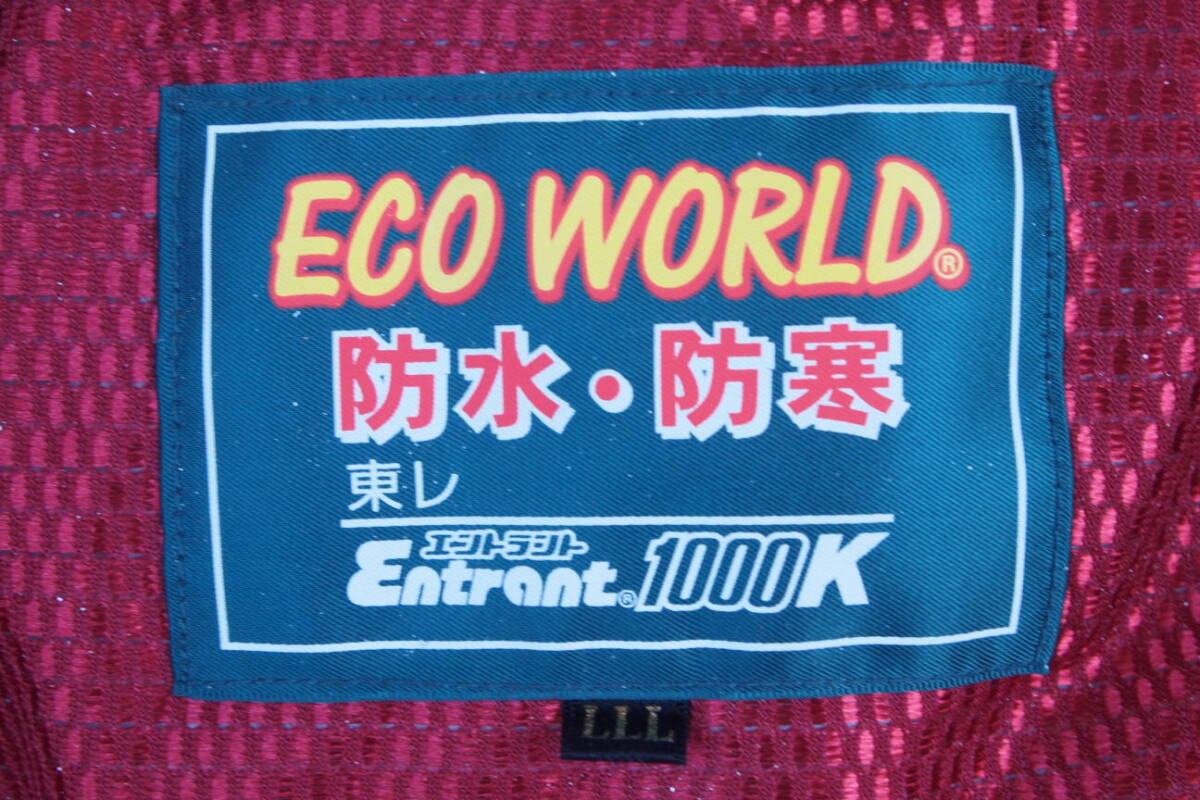 ECO WORLD®
防水・防寒
東レ
エントラント
Entrant® 1000K
LLL